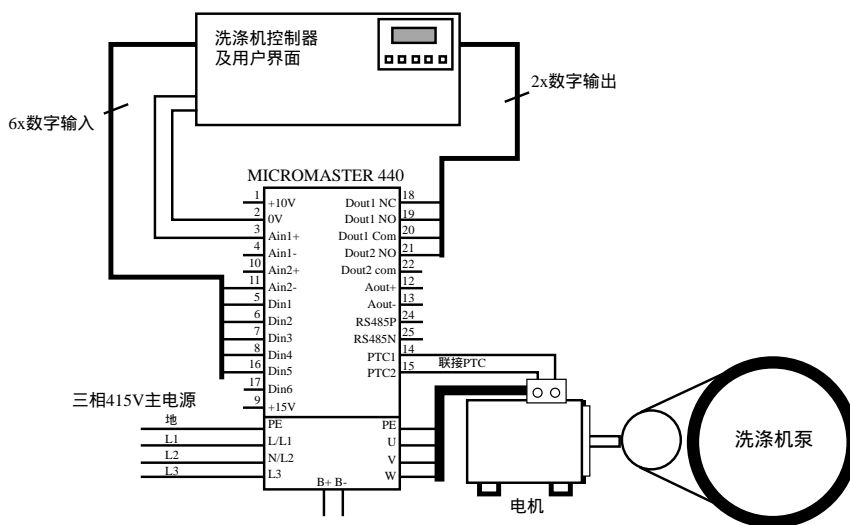 洗涤机控制器
及用户界面
2x数字输出
6x数字输入
MICROMASTER 440
1 +10V Dout1 NC 18
2 0V Dout1 NO 19
3 Ain1+ Dout1 Com 20
4 Ain1- Dout2 NO 21
10 Ain2+ Dout2 com 22
11 Ain2- Aout+ 12
5 Din1 Aout- 13
6 Din2 RS485P 24
7 Din3 RS485N 25
8 Din4 PTC1 14
16 Din5 PTC2 15
联接PTC
17 Din6
9 +15V
三相415V主电源
地 PE PE
L1 L/L1 U
L2 N/L2 V
L3 L3 W
B+ B-
电机
洗涤机泵